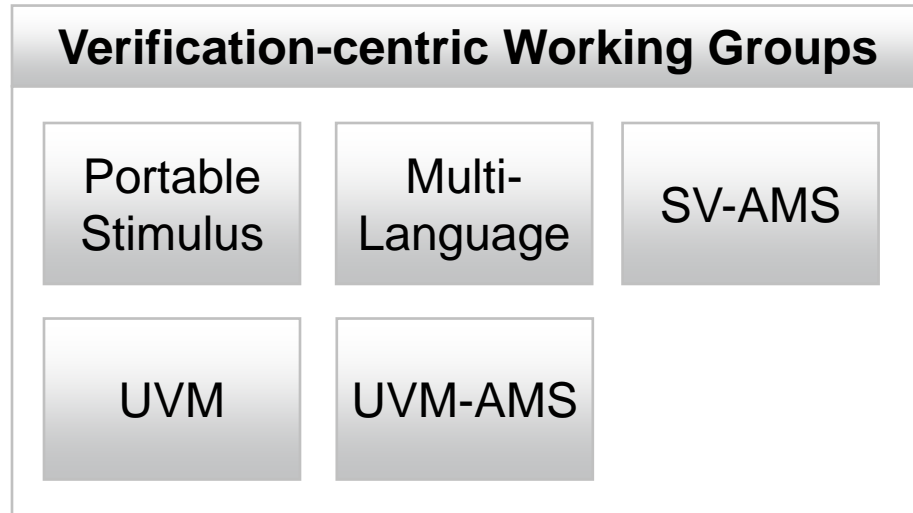 Verification-centric Working Groups
Portable
Stimulus
Multi-
Language
SV-AMS
UVM
UVM-AMS